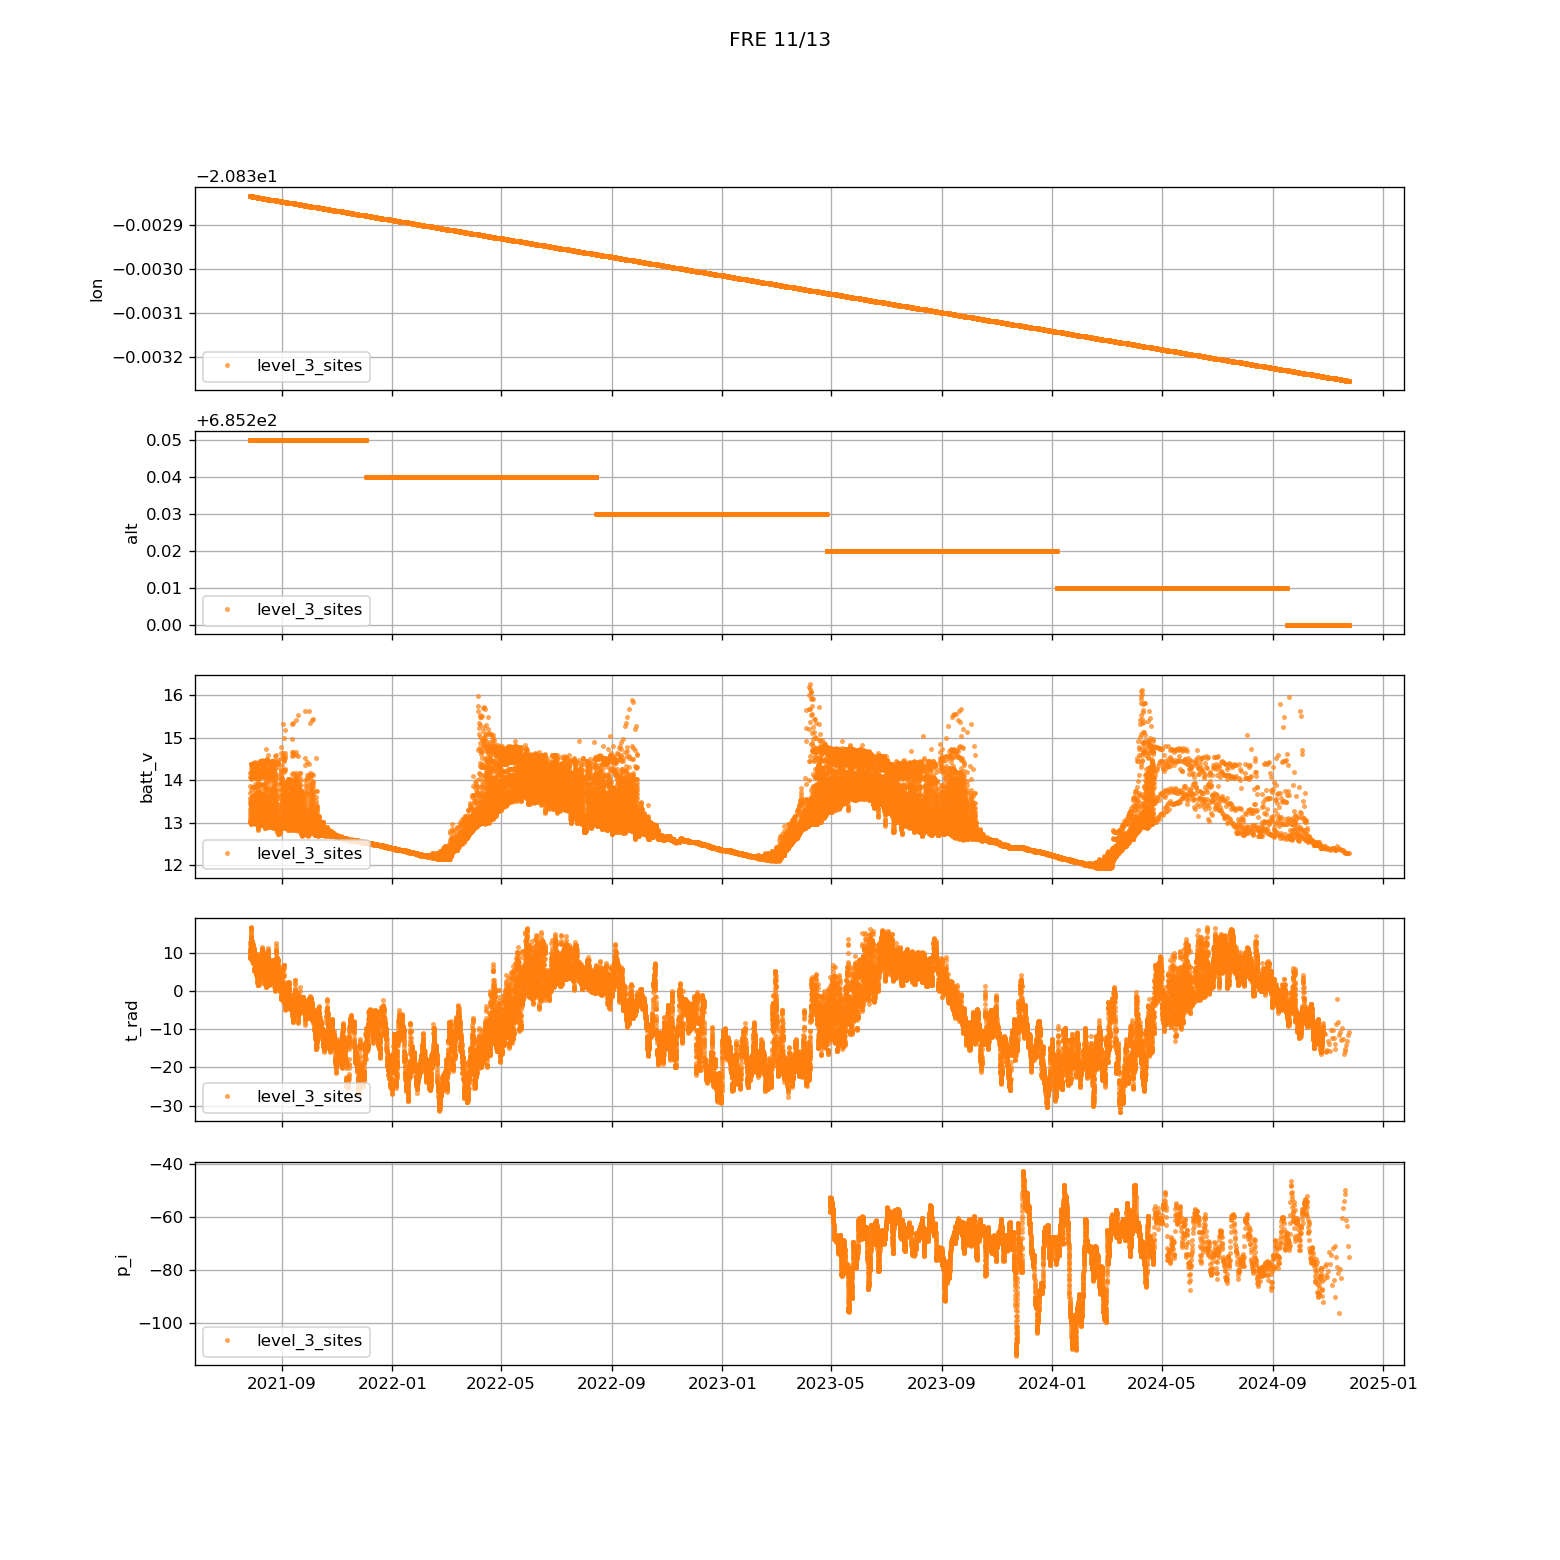 FRE 11/13
−2.083e1
−0.0029
−0.0030
−0.0031
−0.0032
lon
level_3_sites
+6.852e2
0.05
0.04
0.03
0.02
0.01
0.00
alt
level_3_sites
16
15
14
13
12
batt_v
level_3_sites
10
0
−10
−20
−30
t_rad
level_3_sites
−40
−60
−80
−100
p_i
level_3_sites
2021-09 2022-01 2022-05 2022-09 2023-01 2023-05 2023-09 2024-01 2024-05 2024-09 2025-01